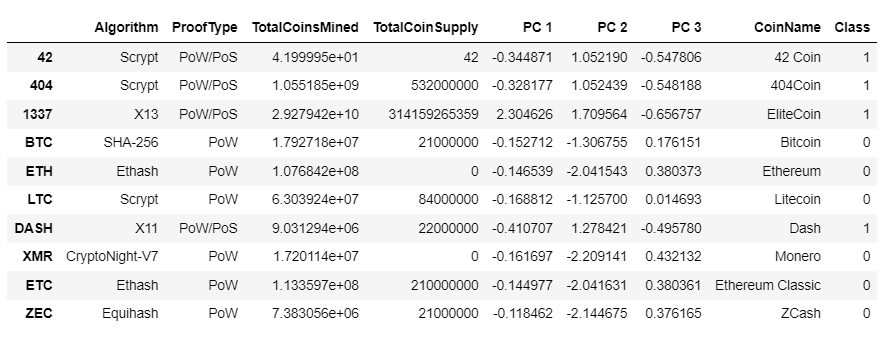 Algorithm ProofType TotalCoinsMined TotalCoinSupply PC 1 PC 2 PC 3 CoinName Class
42 Scrypt PoW/PoS 4.199995e+01 42 -0.344871 1.052190 -0.547806 42 Coin 1
404 Scrypt PoW/PoS 1.055185e+09 532000000 -0.328177 1.052439 -0.548188 404Coin 1
1337 X13 PoW/PoS 2.927942e+10 314159265359 2.304626 1.709564 -0.656757 EliteCoin 1
BTC SHA-256 PoW 1.792718e+07 21000000 -0.152712 -1.306755 0.176151 Bitcoin 0
ETH Ethash PoW 1.076842e+08 0 -0.146539 -2.041543 0.380373 Ethereum 0
LTC Scrypt PoW 6.303924e+07 84000000 -0.168812 -1.125700 0.014693 Litecoin 0
DASH X11 PoW/PoS 9.031294e+06 22000000 -0.410707 1.278421 -0.495780 Dash 1
XMR CryptoNight-V7 PoW 1.720114e+07 0 -0.161697 -2.209141 0.432132 Monero 0
ETC Ethash PoW 1.133597e+08 210000000 -0.144977 -2.041631 0.380361 Ethereum Classic 0
ZEC Equihash PoW 7.383056e+06 21000000 -0.118462 -2.144675 0.376165 ZCash 0